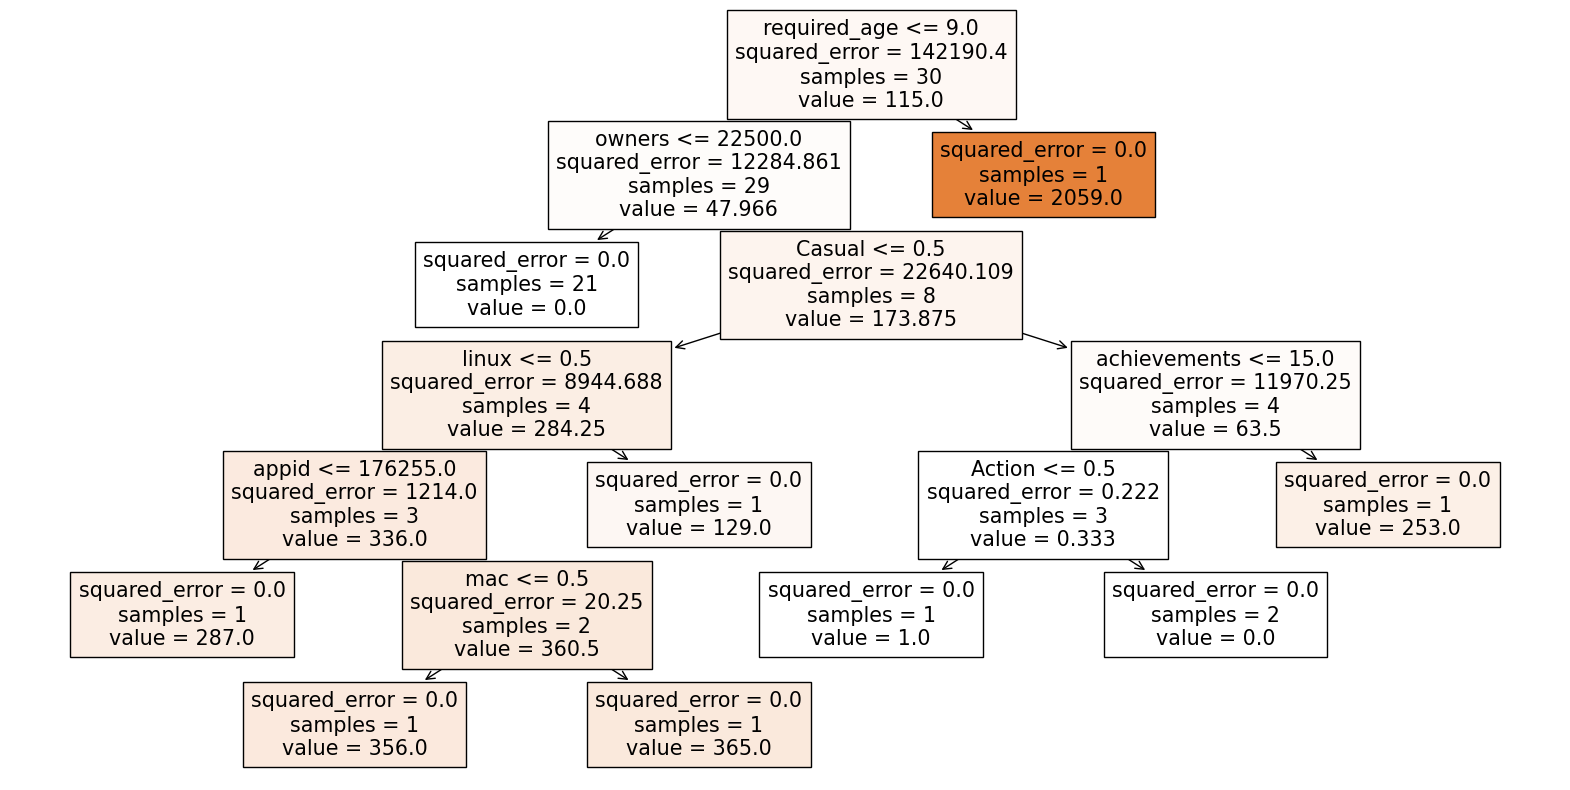 required_age <= 9.0
squared_error = 142190.4
samples = 30
value = 115.0
owners <= 22500.0
squared_error = 12284.861
samples = 29
value = 47.966
squared_error = 0.0
samples = 1
value = 2059.0
squared_error = 0.0
samples = 21
value = 0.0
Casual <= 0.5
squared_error = 22640.109
samples = 8
value = 173.875
linux <= 0.5
squared_error = 8944.688
samples = 4
value = 284.25
achievements <= 15.0
squared_error = 11970.25
samples = 4
value = 63.5
appid <= 176255.0
squared_error = 1214.0
samples = 3
value = 336.0
squared_error = 0.0
samples = 1
value = 129.0
Action <= 0.5
squared_error = 0.222
samples = 3
value = 0.333
squared_error = 0.0
samples = 1
value = 253.0
squared_error = 0.0
samples = 1
value = 287.0
mac <= 0.5
squared_error = 20.25
samples = 2
value = 360.5
squared_error = 0.0
samples = 1
value = 1.0
squared_error = 0.0
samples = 2
value = 0.0
squared_error = 0.0
samples = 1
value = 356.0
squared_error = 0.0
samples = 1
value = 365.0